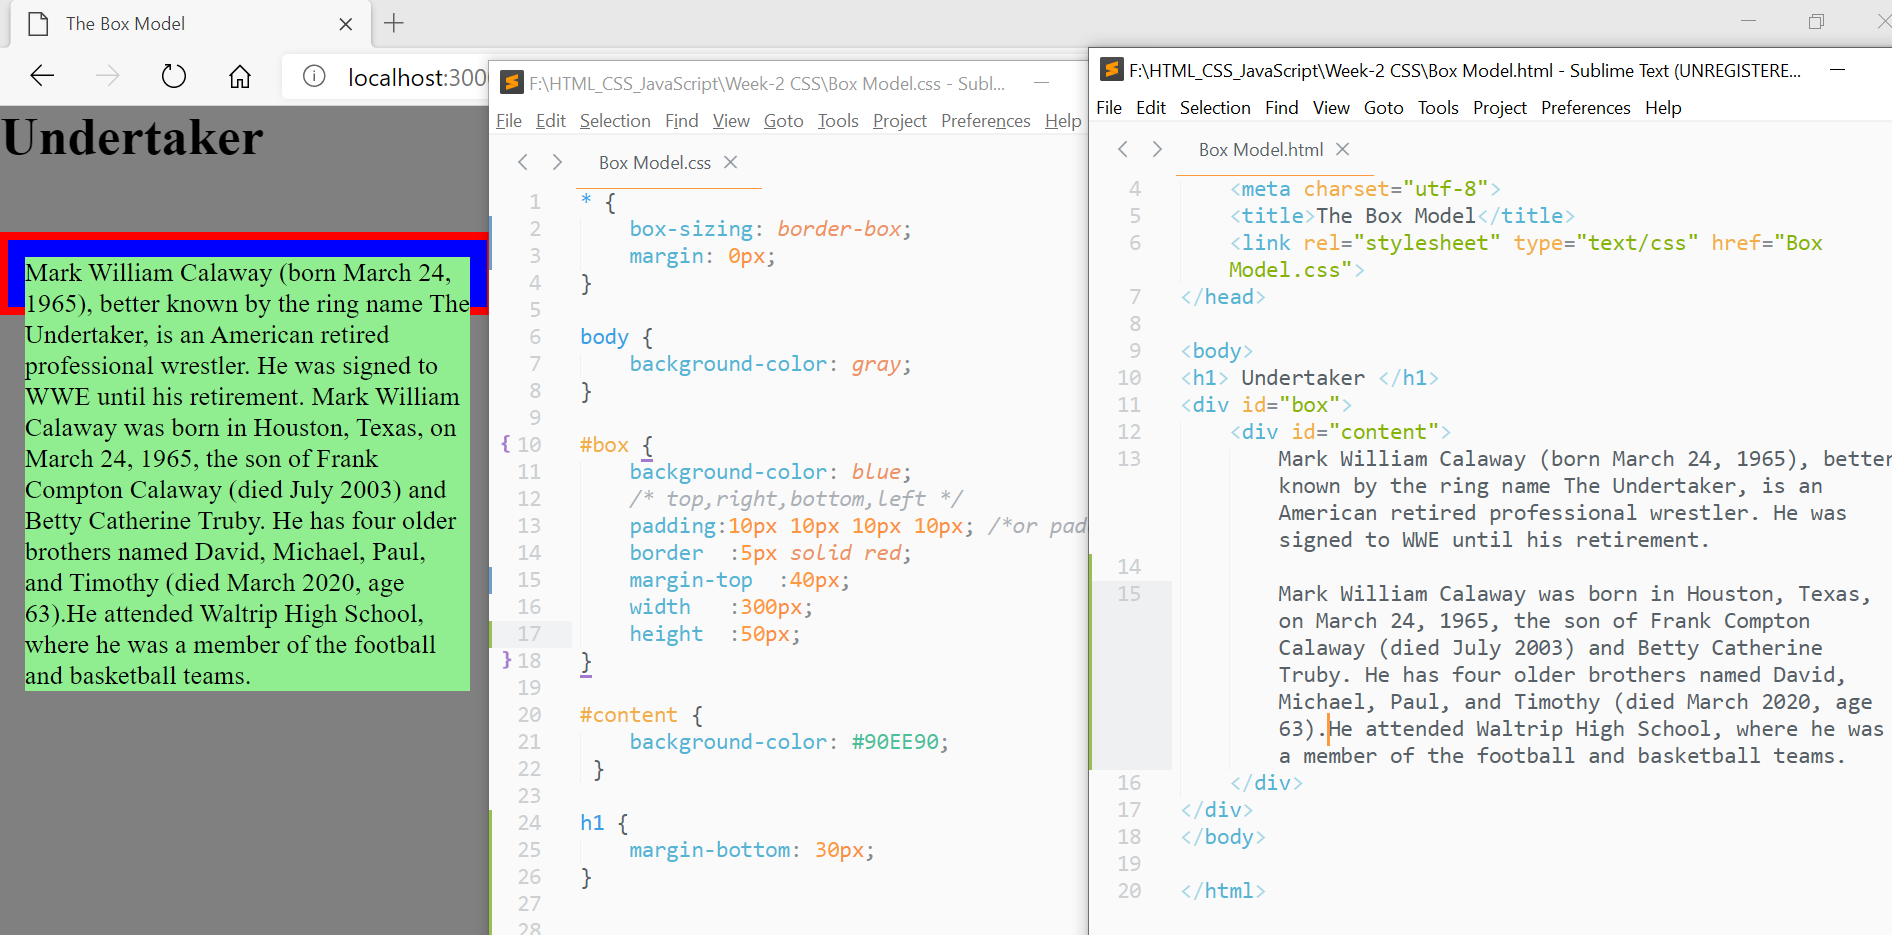 The Box Model
localhost:300
Undertaker
Mark William Calaway (born March 24,
1965), better known by the ring name The
Undertaker, is an American retired
professional wrestler. He was signed to
WWE until his retirement. Mark William
Calaway was born in Houston, Texas, on
March 24, 1965, the son of Frank
Compton Calaway (died July 2003) and
Betty Catherine Truby. He has four older
brothers named David, Michael, Paul,
and Timothy (died March 2020, age
63).He attended Waltrip High School,
where he was a member of the football
and basketball teams.
F:\HTML_CSS_JavaScript\Week-2 CSS\Box Model.css - Subl...
File Edit Selection Find View Goto Tools Project Preferences Help
Box Model.css
1 * {
2 box-sizing: border-box;
3 margin: 0px;
4 }
5
6 body {
7 background-color: gray;
8 }
9
{ 10 #box {
11 background-color: blue;
12 /* top,right,bottom,left */
13 padding:10px 10px 10px 10px; /*or pad
14 border :5px solid red;
15 margin-top :40px;
16 width :300px;
17 height :50px;
} 18 }
19
20 #content {
21 background-color: #90EE90;
22 }
23
24 h1 {
25 margin-bottom: 30px;
26 }
27
28
F:\HTML_CSS_JavaScript\Week-2 CSS\Box Model.html - Sublime Text (UNREGISTERE...
File Edit Selection Find View Goto Tools Project Preferences Help
Box Model.html
4 <meta charset="utf-8">
5 <title>The Box Model</title>
6 <link rel="stylesheet" type="text/css" href="Box
Model.css">
7 </head>
8
9 <body>
10 <h1> Undertaker </h1>
11 <div id="box">
12 <div id="content">
13 Mark William Calaway (born March 24, 1965), better
known by the ring name The Undertaker, is an
American retired professional wrestler. He was
signed to WWE until his retirement.
14
15 Mark William Calaway was born in Houston, Texas,
on March 24, 1965, the son of Frank Compton
Calaway (died July 2003) and Betty Catherine
Truby. He has four older brothers named David,
Michael, Paul, and Timothy (died March 2020, age
63).He attended Waltrip High School, where he was
a member of the football and basketball teams.
16 </div>
17 </div>
18 </body>
19
20 </html>